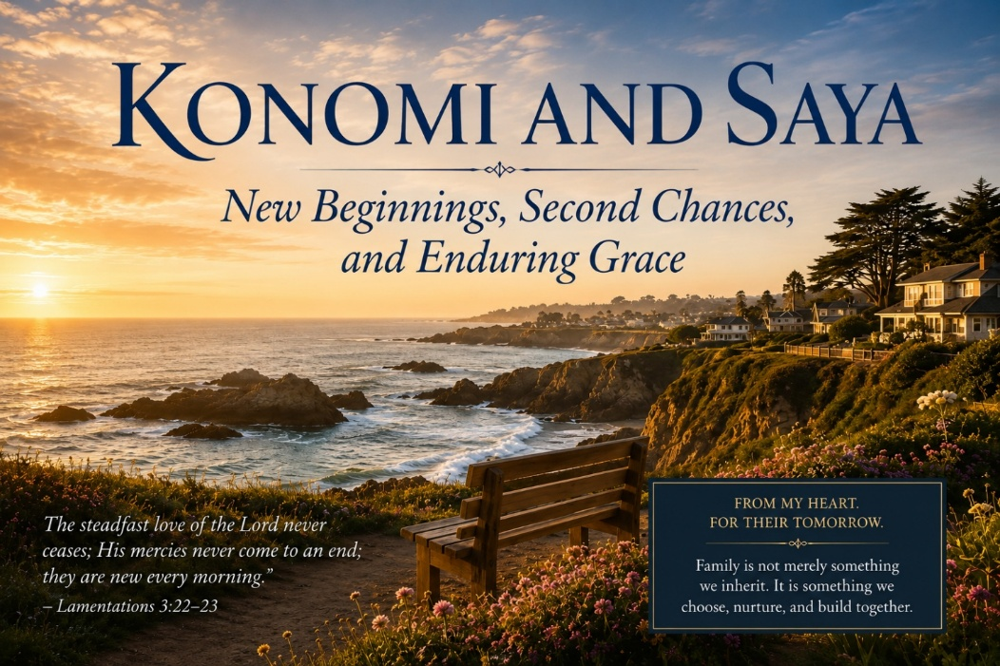 KONOMI AND SAYA
New Beginnings, Second Chances,
and Enduring Grace
The steadfast love of the Lord never
ceases; His mercies never come to an end;
they are new every morning.”
– Lamentations 3:22–23
FROM MY HEART.
FOR THEIR TOMORROW.
Family is not merely something
we inherit. It is something we
choose, nurture, and build together.